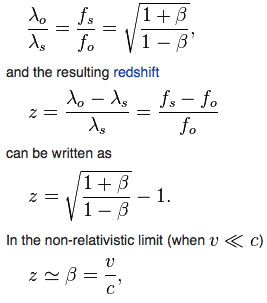 λₒ/λₛ = fₛ/fₒ = √((1 + β)/(1 − β)),
and the resulting redshift
z = (λₒ − λₛ)/λₛ = (fₛ − fₒ)/fₒ
can be written as
z = √((1 + β)/(1 − β)) − 1.
In the non-relativistic limit (when v ≪ c)
z ≃ β = v/c,